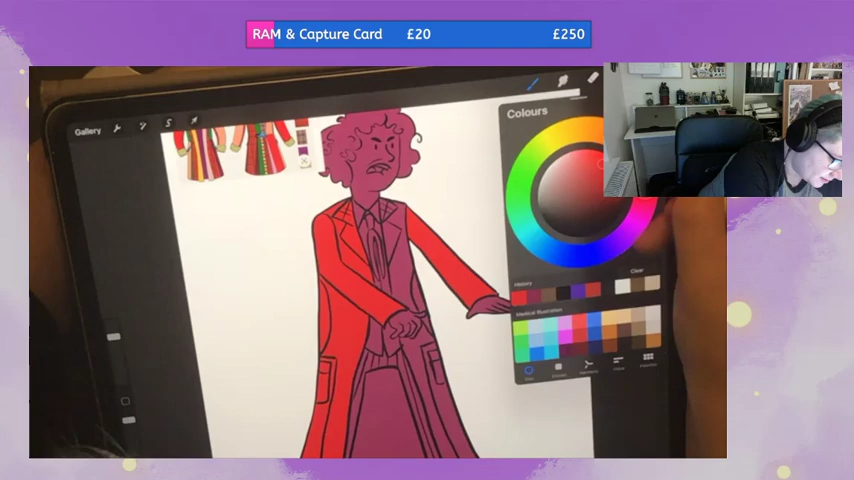 RAM & Capture Card £20 £250
Gallery
Colours
History
Clear
Medical Illustration